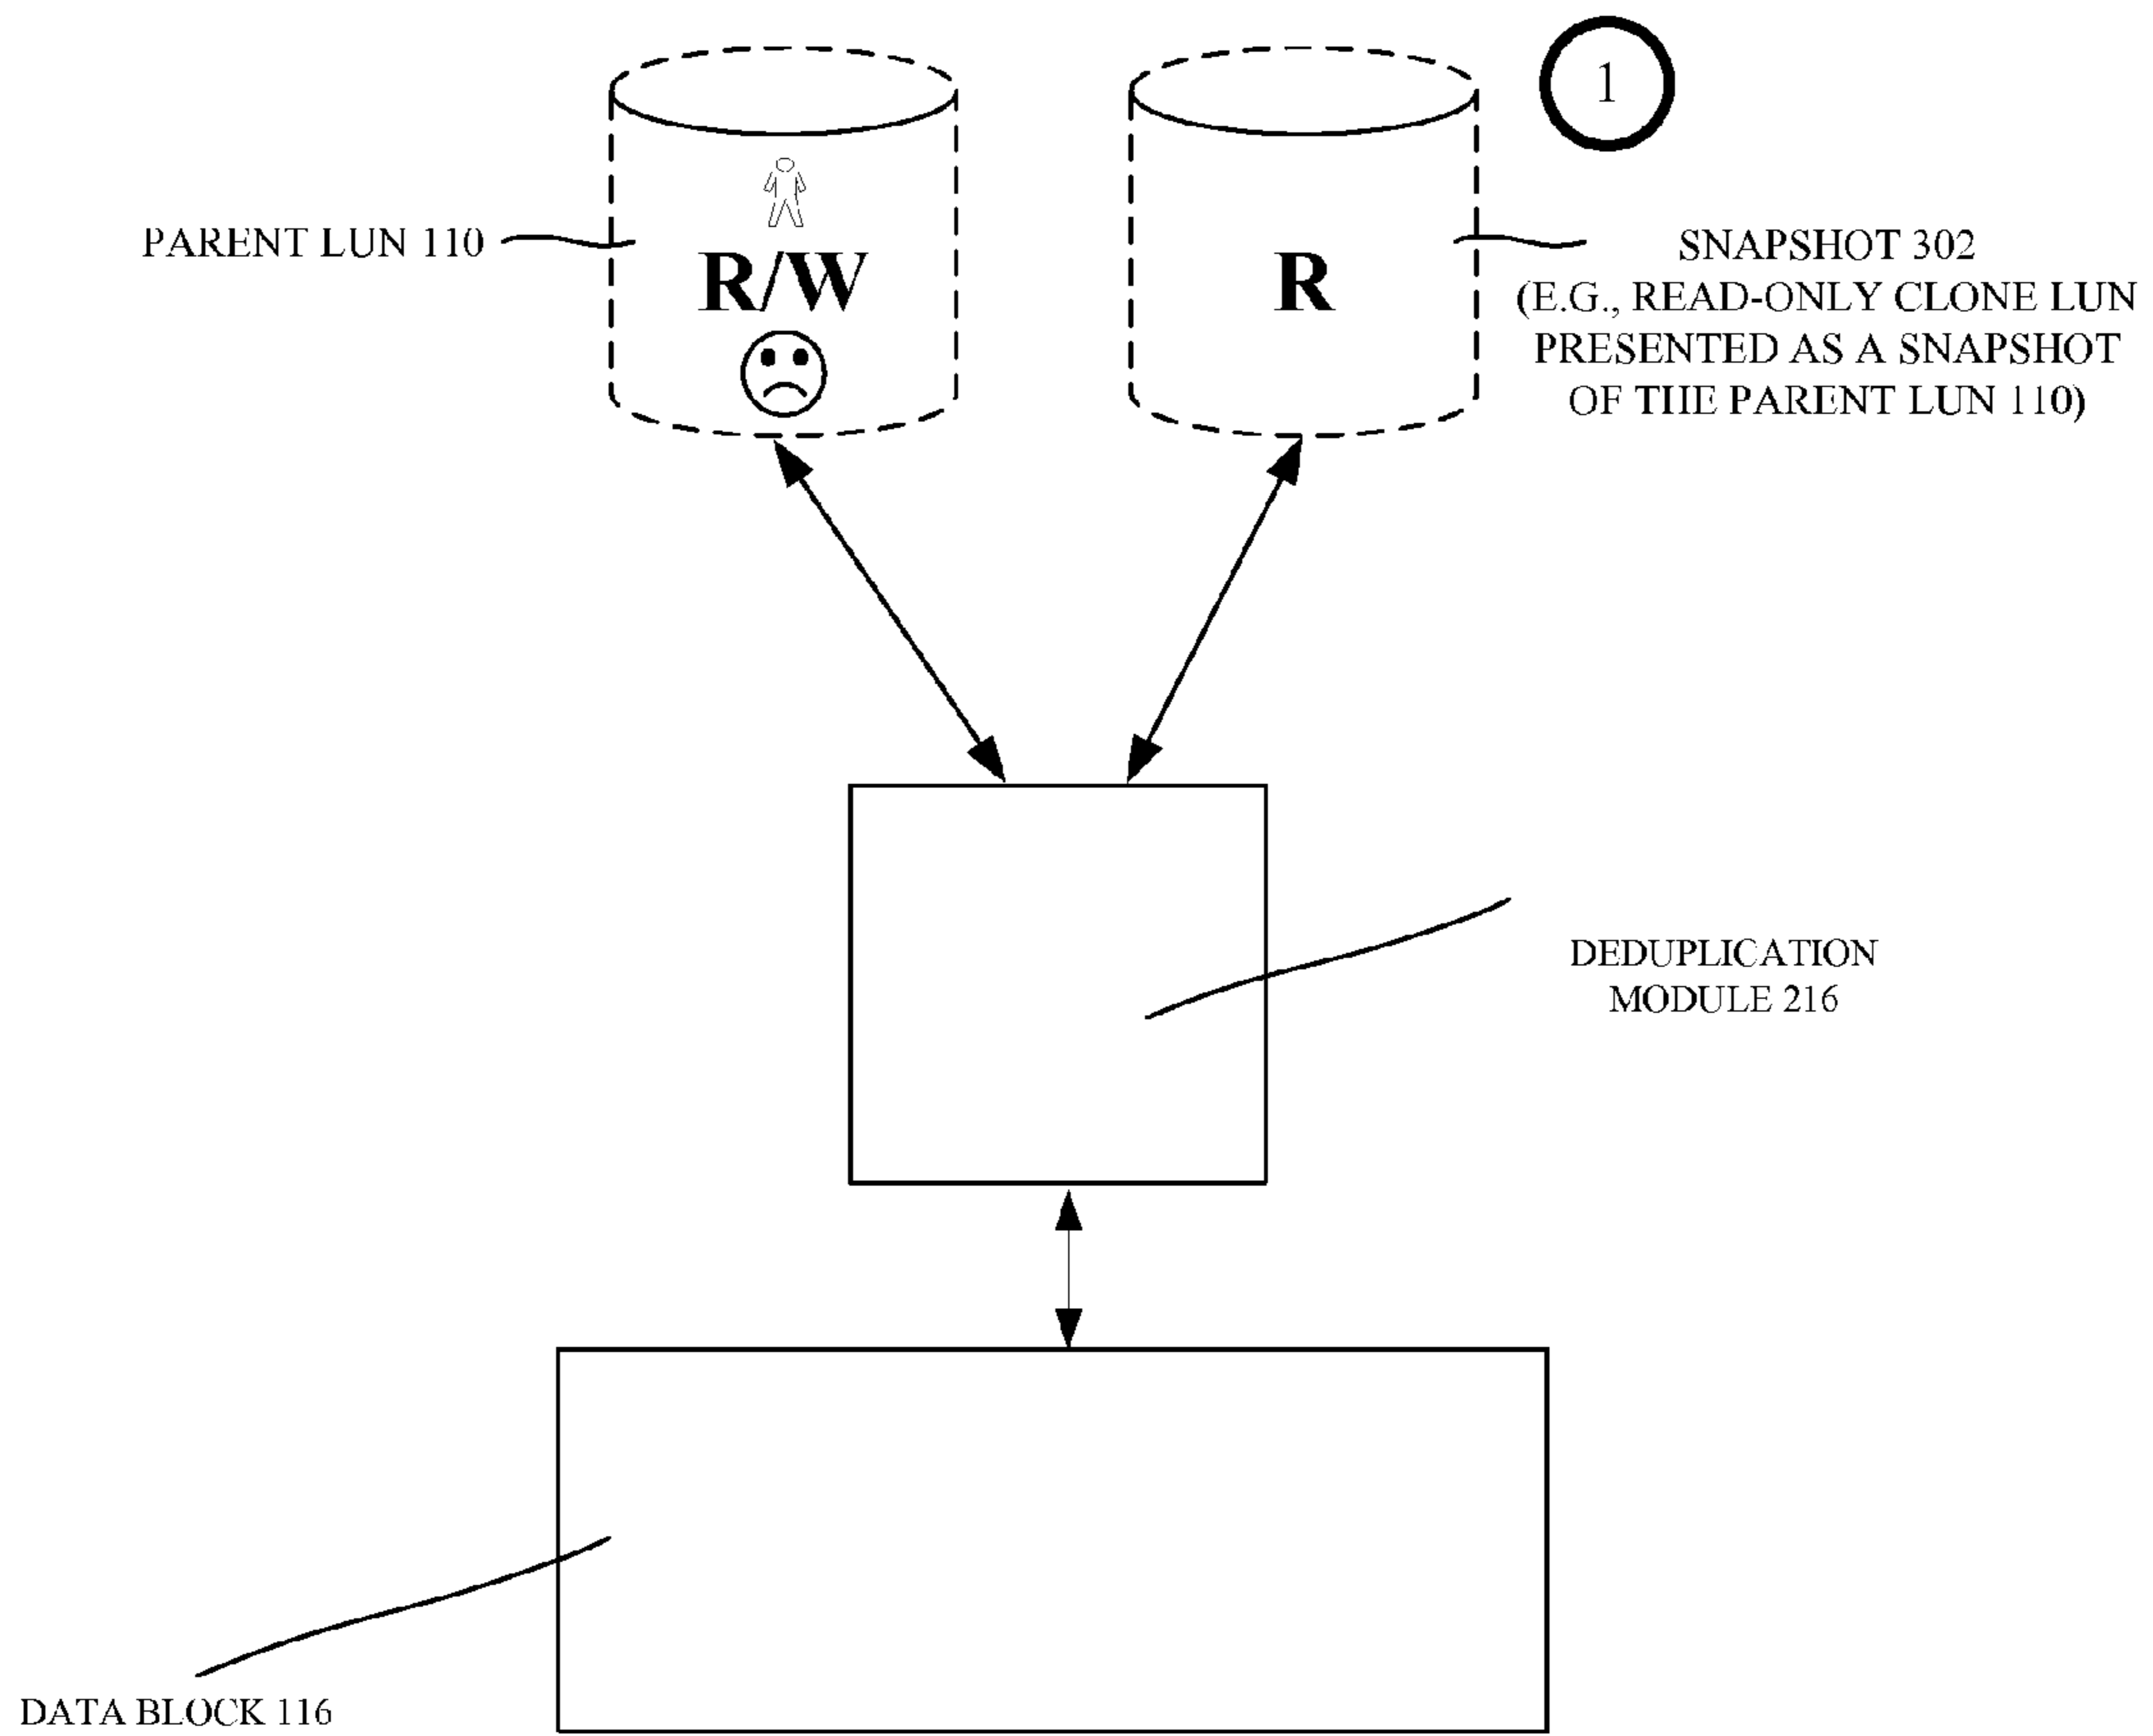 1
PARENT LUN 110
R/W
R
SNAPSHOT 302
(E.G., READ-ONLY CLONE LUN
PRESENTED AS A SNAPSHOT
OF THE PARENT LUN 110)
DEDUPLICATION
MODULE 216
DATA BLOCK 116